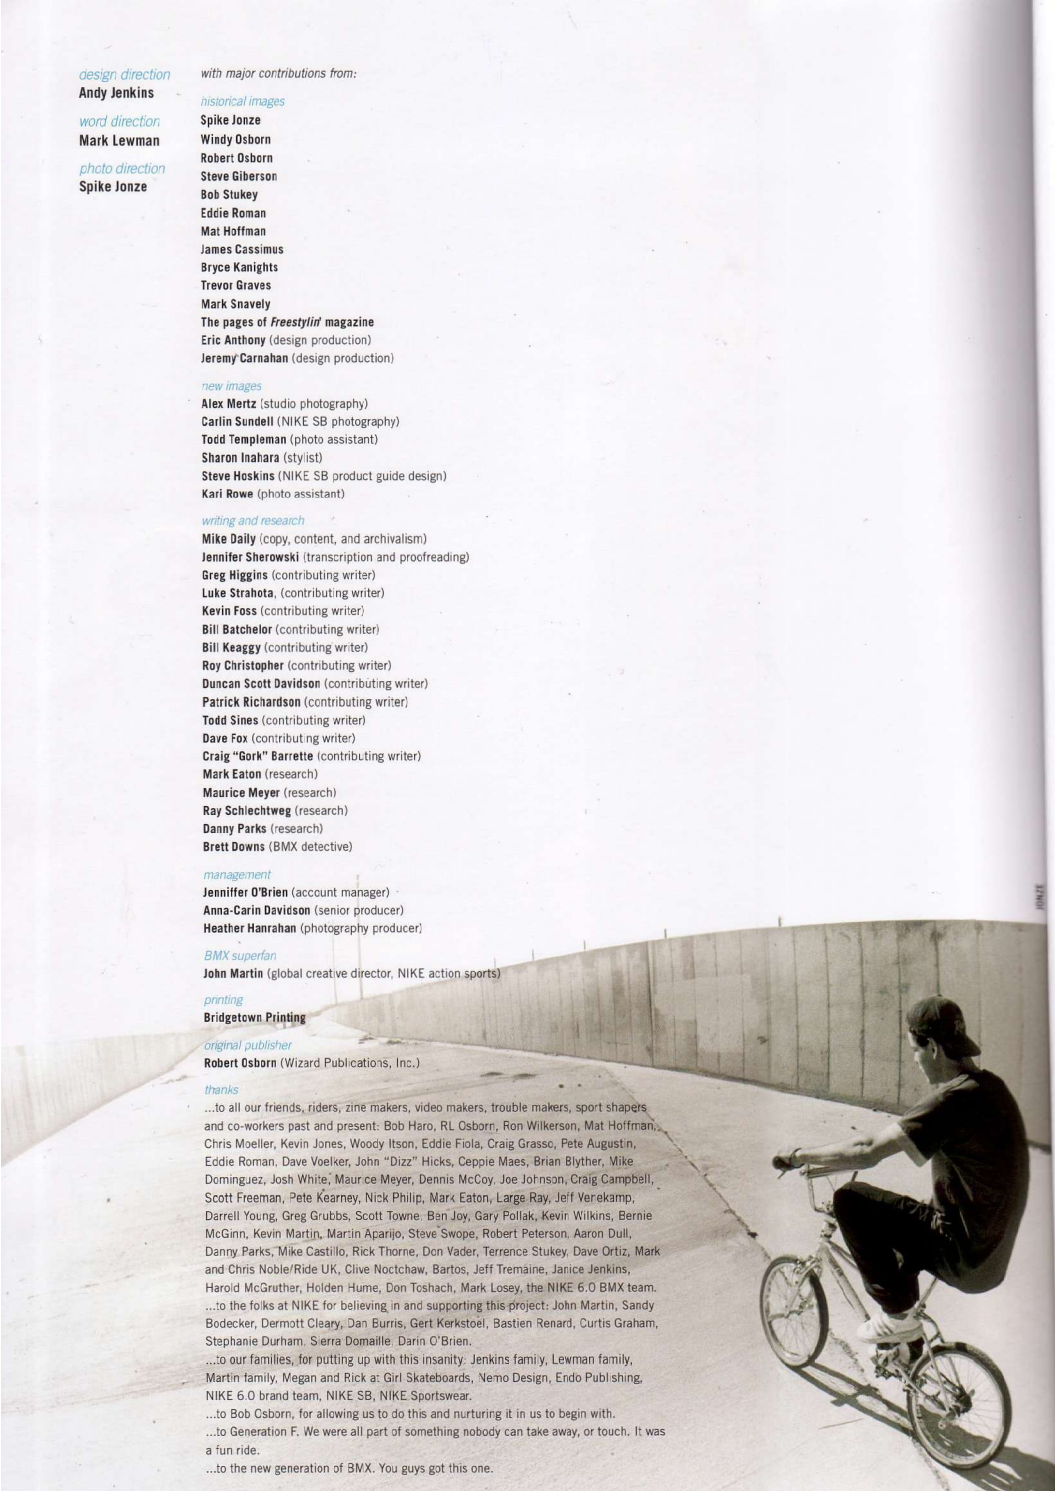 design direction
Andy Jenkins
word direction
Mark Lewman
photo direction
Spike Jonze
with major contributions from:
historical images
Spike Jonze
Windy Osborn
Robert Osborn
Steve Giberson
Bob Stukey
Eddie Roman
Mat Hoffman
James Cassimus
Bryce Kanights
Trevor Graves
Mark Snavely
The pages of Freestylin' magazine
Eric Anthony (design production)
Jeremy Carnahan (design production)
new images
Alex Mertz (studio photography)
Carlin Sundell (NIKE SB photography)
Todd Templeman (photo assistant)
Sharon Inahara (stylist)
Steve Hoskins (NIKE SB product guide design)
Kari Rowe (photo assistant)
writing and research
Mike Daily (copy, content, and archivalism)
Jennifer Sherowski (transcription and proofreading)
Greg Higgins (contributing writer)
Luke Strahota, (contributing writer)
Kevin Foss (contributing writer)
Bill Batchelor (contributing writer)
Bill Keaggy (contributing writer)
Roy Christopher (contributing writer)
Duncan Scott Davidson (contributing writer)
Patrick Richardson (contributing writer)
Todd Sines (contributing writer)
Dave Fox (contributing writer)
Craig “Gork” Barrette (contributing writer)
Mark Eaton (research)
Maurice Meyer (research)
Ray Schlechtweg (research)
Danny Parks (research)
Brett Downs (BMX detective)
management
Jenniffer O'Brien (account manager)
Anna-Carin Davidson (senior producer)
Heather Hanrahan (photography producer)
BMX superfan
John Martin (global creative director, NIKE action sports)
printing
Bridgetown Printing
original publisher
Robert Osborn (Wizard Publications, Inc.)
thanks
...to all our friends, riders, zine makers, video makers, trouble makers, sport shapers
and co-workers past and present: Bob Haro, RL Osborn, Ron Wilkerson, Mat Hoffman,
Chris Moeller, Kevin Jones, Woody Itson, Eddie Fiola, Craig Grasso, Pete Augustin,
Eddie Roman, Dave Voelker, John “Dizz” Hicks, Ceppie Maes, Brian Blyther, Mike
Dominguez, Josh White, Maurice Meyer, Dennis McCoy, Joe Johnson, Craig Campbell,
Scott Freeman, Pete Kearney, Nick Philip, Mark Eaton, Large Ray, Jeff Venekamp,
Darrell Young, Greg Grubbs, Scott Towne, Ben Joy, Gary Pollak, Kevin Wilkins, Bernie
McGinn, Kevin Martin, Martin Aparijo, Steve Swope, Robert Peterson, Aaron Dull,
Danny Parks, Mike Castillo, Rick Thorne, Don Vader, Terrence Stukey, Dave Ortiz, Mark
and Chris Noble/Ride UK, Clive Noctchaw, Bartos, Jeff Tremaine, Janice Jenkins,
Harold McGruther, Holden Hume, Don Toshach, Mark Losey, the NIKE 6.0 BMX team.
...to the folks at NIKE for believing in and supporting this project: John Martin, Sandy
Bodecker, Dermott Cleary, Dan Burris, Gert Kerkstoel, Bastien Renard, Curtis Graham,
Stephanie Durham, Sierra Domaille, Darin O'Brien.
...to our families, for putting up with this insanity: Jenkins family, Lewman family,
Martin family, Megan and Rick at Girl Skateboards, Nemo Design, Endo Publishing,
NIKE 6.0 brand team, NIKE SB, NIKE Sportswear.
...to Bob Osborn, for allowing us to do this and nurturing it in us to begin with.
...to Generation F. We were all part of something nobody can take away, or touch. It was
a fun ride.
...to the new generation of BMX. You guys got this one.
JONZE